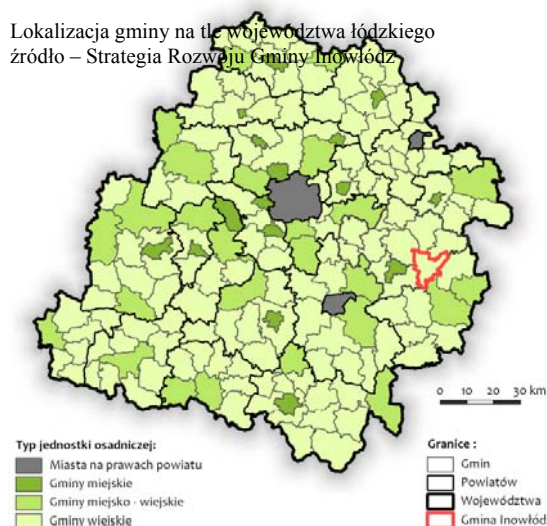 Lokalizacja gminy na tle województwa łódzkiego
źródło – Strategia Rozwoju Gminy Inowłódz
0 10 20 30 km
Typ jednostki osadniczej:
Miasta na prawach powiatu
Gminy miejskie
Gminy miejsko - wiejskie
Gminy wiejskie
Granice :
Gmin
Powiatów
Województwa
Gmina Inowłód